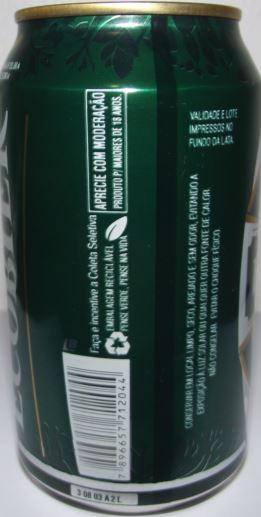 APRECIE COM MODERAÇÃO
PRODUTO P/ MAIORES DE 18 ANOS.
Faça e incentive a Coleta Seletiva
EMBALAGEM RECICLÁVEL
PENSE VERDE, PENSE NA VIDA
7 896657 712044
3 08 03 A 2 L
VALIDADE E LOTE
IMPRESSOS NO
FUNDO DA LATA.
CONSERVAR EM LOCAL LIMPO, SECO, AREJADO E SEM ODOR, EVITANDO A
EXPOSIÇÃO À LUZ SOLAR OU QUALQUER OUTRA FONTE DE CALOR.
NÃO CONGELAR. EVITAR O CHOQUE FÍSICO.